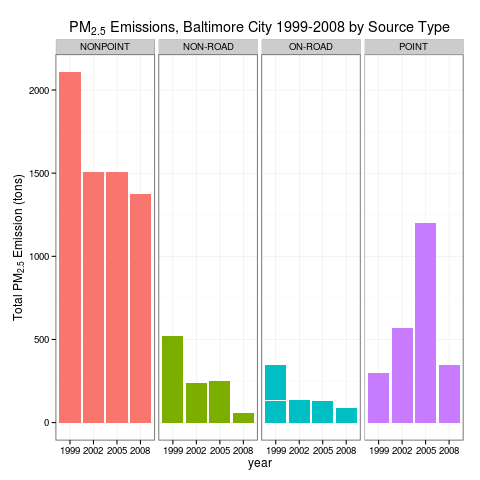 PM2.5 Emissions, Baltimore City 1999-2008 by Source Type
NONPOINT NON-ROAD ON-ROAD POINT
Total PM2.5 Emission (tons)
2000
1500
1000
500
0
1999 2002 2005 2008 1999 2002 2005 2008 1999 2002 2005 2008 1999 2002 2005 2008
year